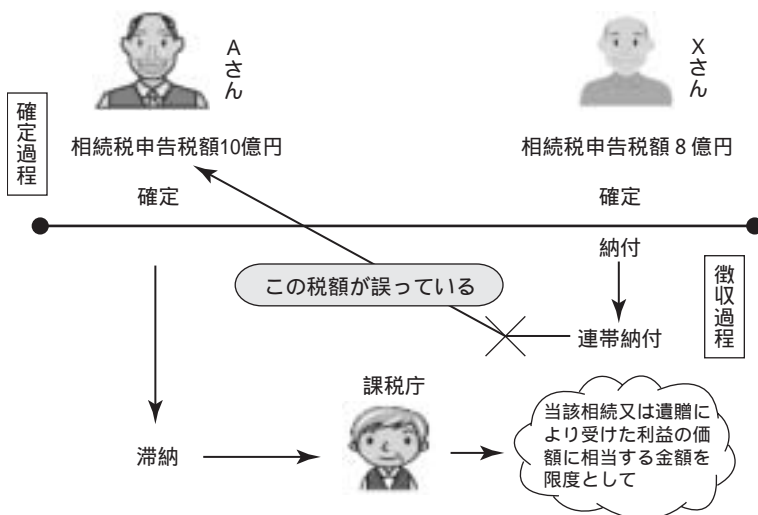 Aさん
Xさん
確定過程
相続税申告税額10億円
相続税申告税額８億円
確定
確定
納付
徴収過程
この税額が誤っている
連帯納付
課税庁
滞納
当該相続又は遺贈に
より受けた利益の価
額に相当する金額を
限度として